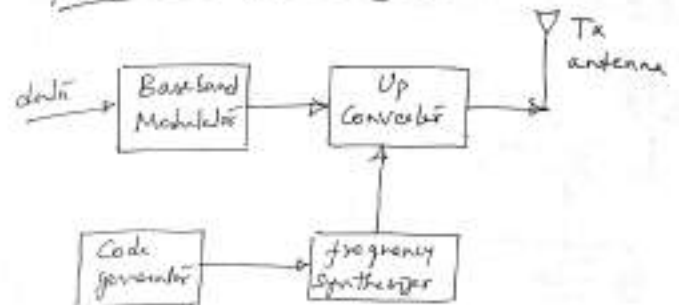 Tx
antenna
data
Baseband
Modulator
Up
Converter
Code
generator
frequency
synthesizer